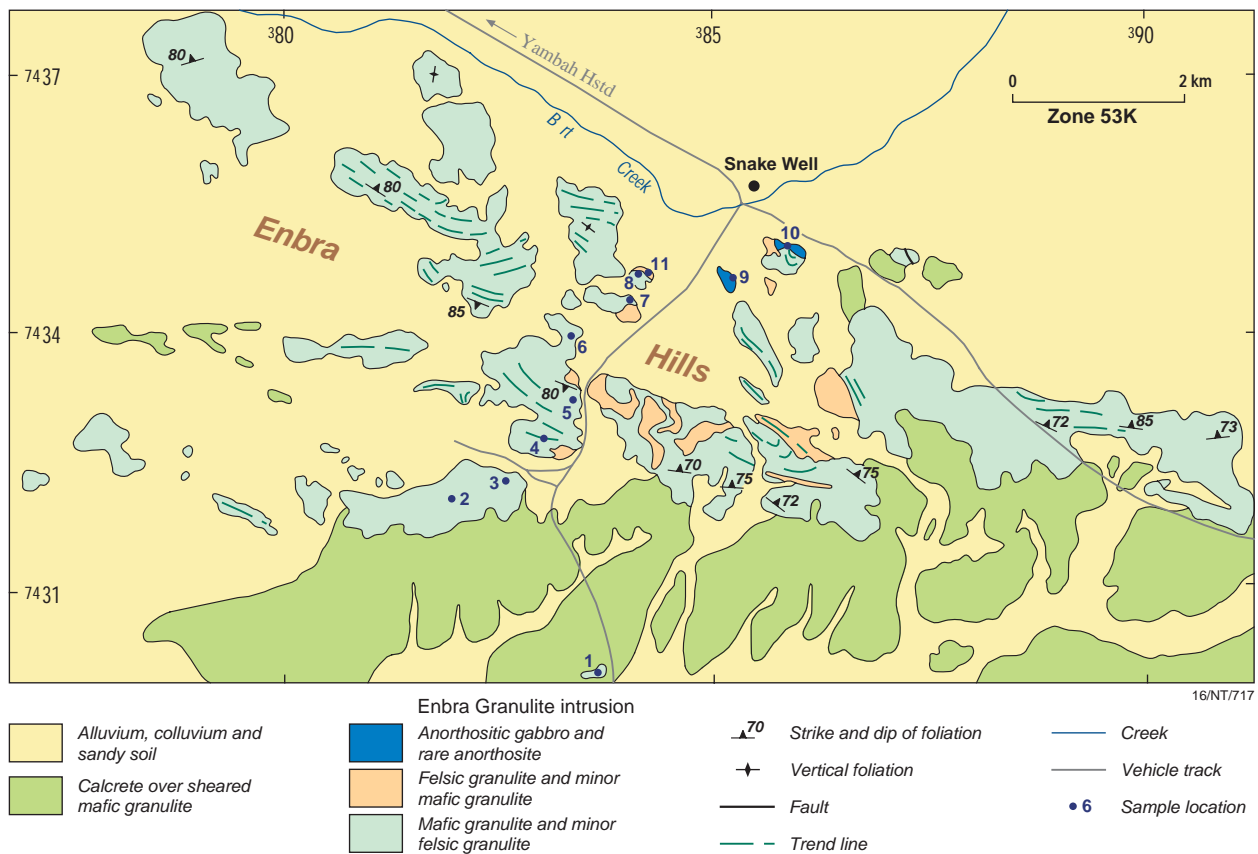 380
385
390
7437
7434
7431
Yambah Hstd
B rt
Creek
0 2 km
Zone 53K
Snake Well
Enbra
Hills
80
80
85
80
70
75
72
75
72
85
73
10
9
11
8
7
6
5
4
3
2
1
16/NT/717
Enbra Granulite intrusion
Alluvium, colluvium and
sandy soil
Calcrete over sheared
mafic granulite
Anorthositic gabbro and
rare anorthosite
Felsic granulite and minor
mafic granulite
Mafic granulite and minor
felsic granulite
70 Strike and dip of foliation
Vertical foliation
Fault
Trend line
Creek
Vehicle track
6 Sample location